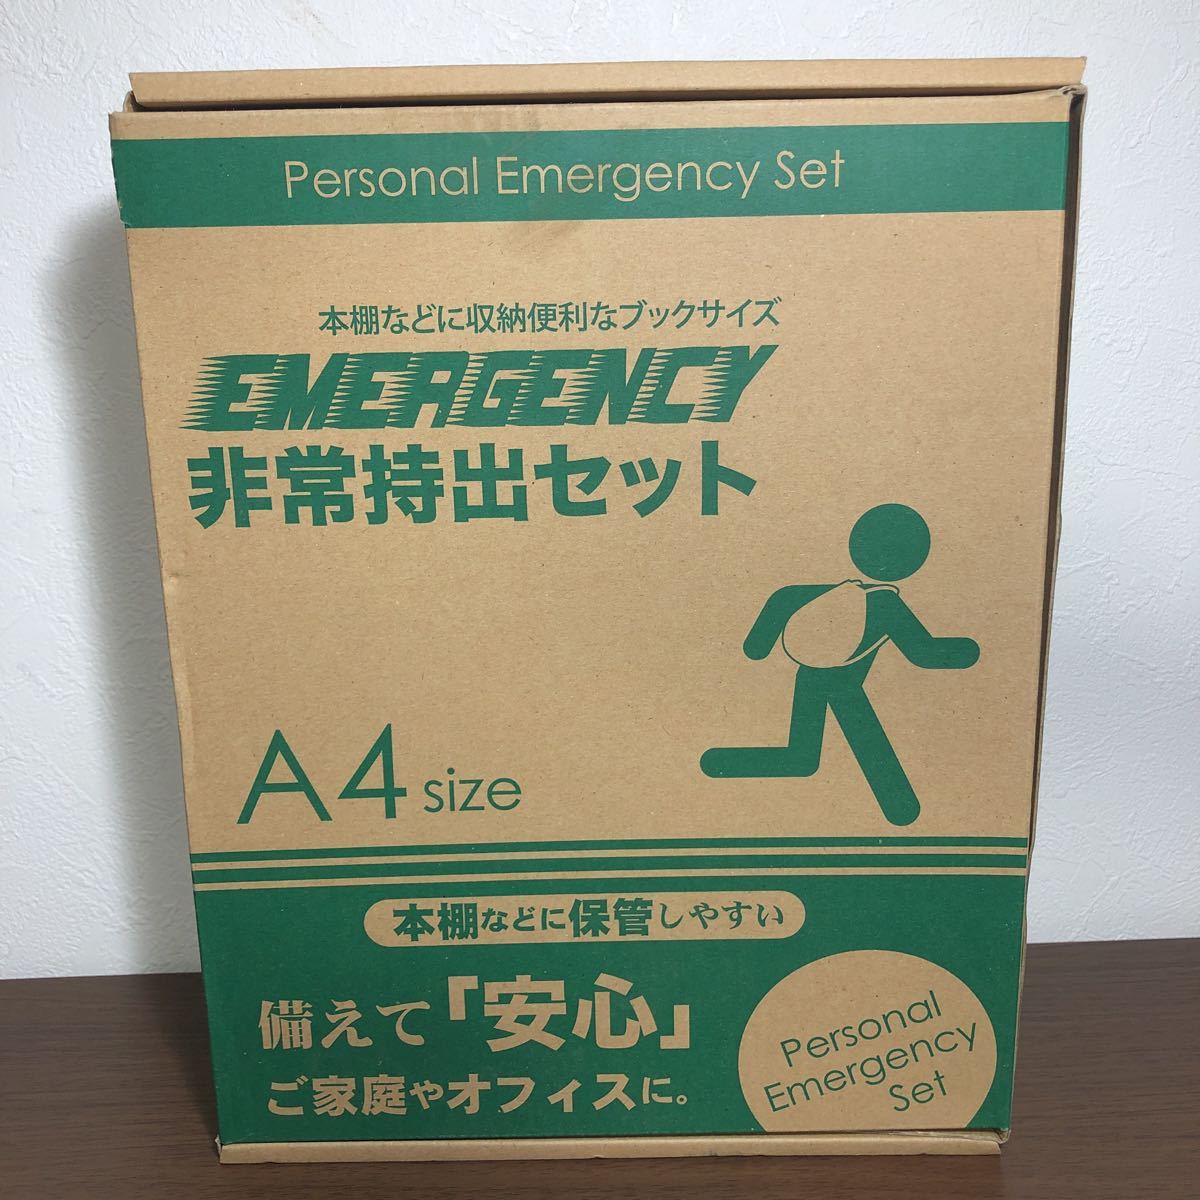 Personal Emergency Set
本棚などに収納便利なブックサイズ
EMERGENCY
非常持出セット
A4 size
本棚などに保管しやすい
備えて「安心」
ご家庭やオフィスに。
Personal
Emergency
Set